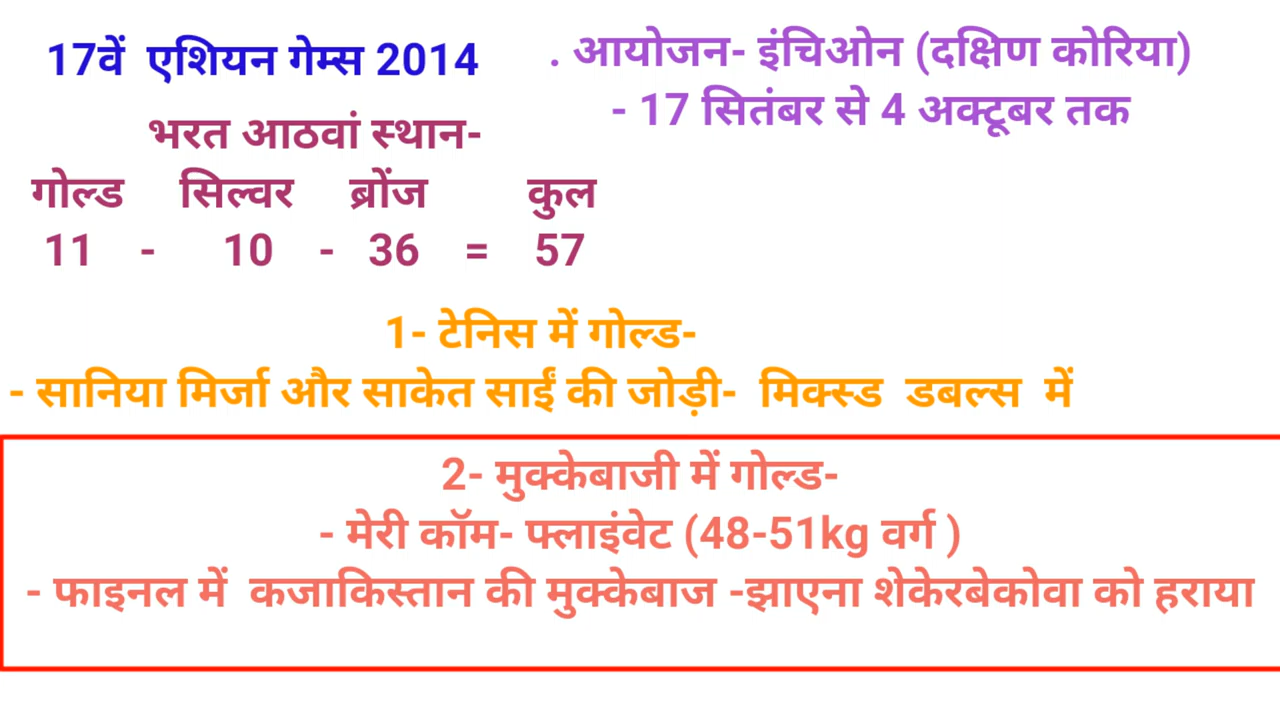 17वें एशियन गेम्स 2014
. आयोजन- इंचिओन (दक्षिण कोरिया)
- 17 सितंबर से 4 अक्टूबर तक
भरत आठवां स्थान-
गोल्ड सिल्वर ब्रोंज कुल
11 - 10 - 36 = 57
1- टेनिस में गोल्ड-
- सानिया मिर्जा और साकेत साईं की जोड़ी- मिक्स्ड डबल्स में
2- मुक्केबाजी में गोल्ड-
- मेरी कॉम- फ्लाइंवेट (48-51kg वर्ग )
- फाइनल में कजाकिस्तान की मुक्केबाज -झाएना शेकेरबेकोवा को हराया